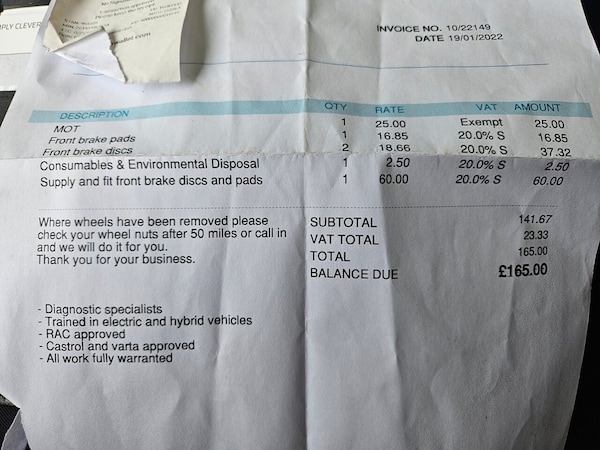 PLY CLEVER
INVOICE NO. 10/22149
DATE 19/01/2022
DESCRIPTION QTY RATE VAT AMOUNT
MOT 1 25.00 Exempt 25.00
Front brake pads 1 16.85 20.0% S 16.85
Front brake discs 2 18.66 20.0% S 37.32
Consumables & Environmental Disposal 1 2.50 20.0% S 2.50
Supply and fit front brake discs and pads 1 60.00 20.0% S 60.00
Where wheels have been removed please
check your wheel nuts after 50 miles or call in
and we will do it for you.
Thank you for your business.
SUBTOTAL 141.67
VAT TOTAL 23.33
TOTAL 165.00
BALANCE DUE £165.00
- Diagnostic specialists
- Trained in electric and hybrid vehicles
- RAC approved
- Castrol and varta approved
- All work fully warranted